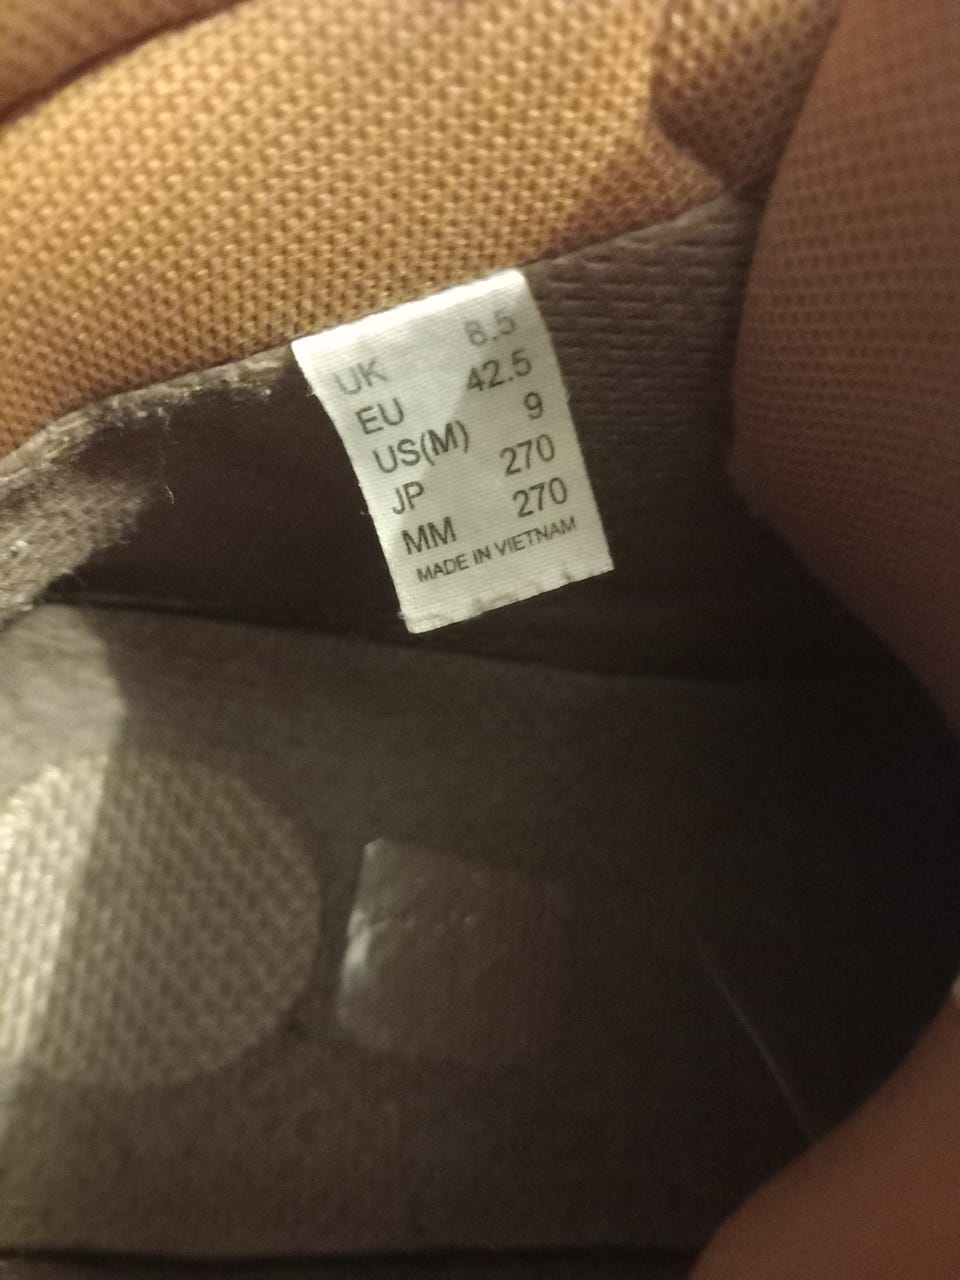 UK 8.5
EU 42.5
US(M) 9
JP 270
MM 270
MADE IN VIETNAM